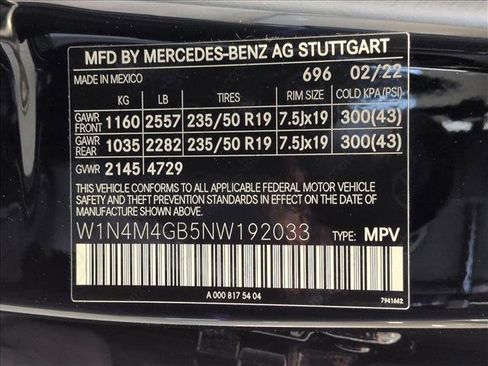 MFD BY MERCEDES-BENZ AG STUTTGART
MADE IN MEXICO 696 02/22
KG LB TIRES RIM SIZE COLD KPA(PSI)
GAWR FRONT 1160 2557 235/50 R19 7.5Jx19 300(43)
GAWR REAR 1035 2282 235/50 R19 7.5Jx19 300(43)
GVWR 2145 4729
THIS VEHICLE CONFORMS TO ALL APPLICABLE FEDERAL MOTOR VEHICLE
SAFETY AND THEFT PREVENTION STANDARDS IN EFFECT ON THE DATE OF
MANUFACTURE SHOWN ABOVE.
W1N4M4GB5NW192033 TYPE: MPV
A 000 817 54 04 7941662